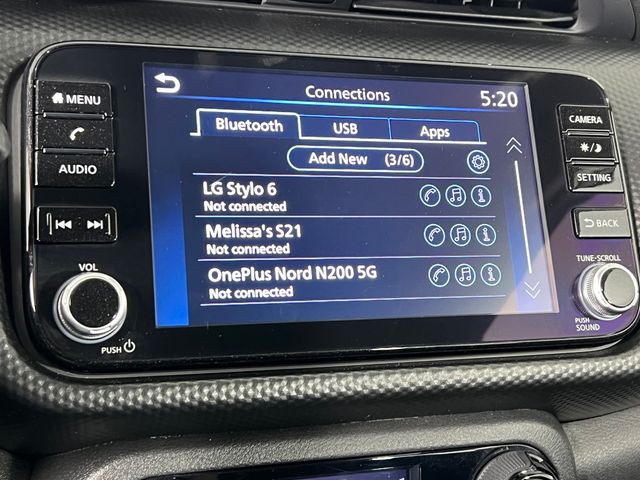 MENU
AUDIO
VOL
PUSH
Connections
5:20
Bluetooth
USB
Apps
Add New (3/6)
LG Stylo 6
Not connected
Melissa's S21
Not connected
OnePlus Nord N200 5G
Not connected
CAMERA
SETTING
BACK
TUNE·SCROLL
PUSH
SOUND